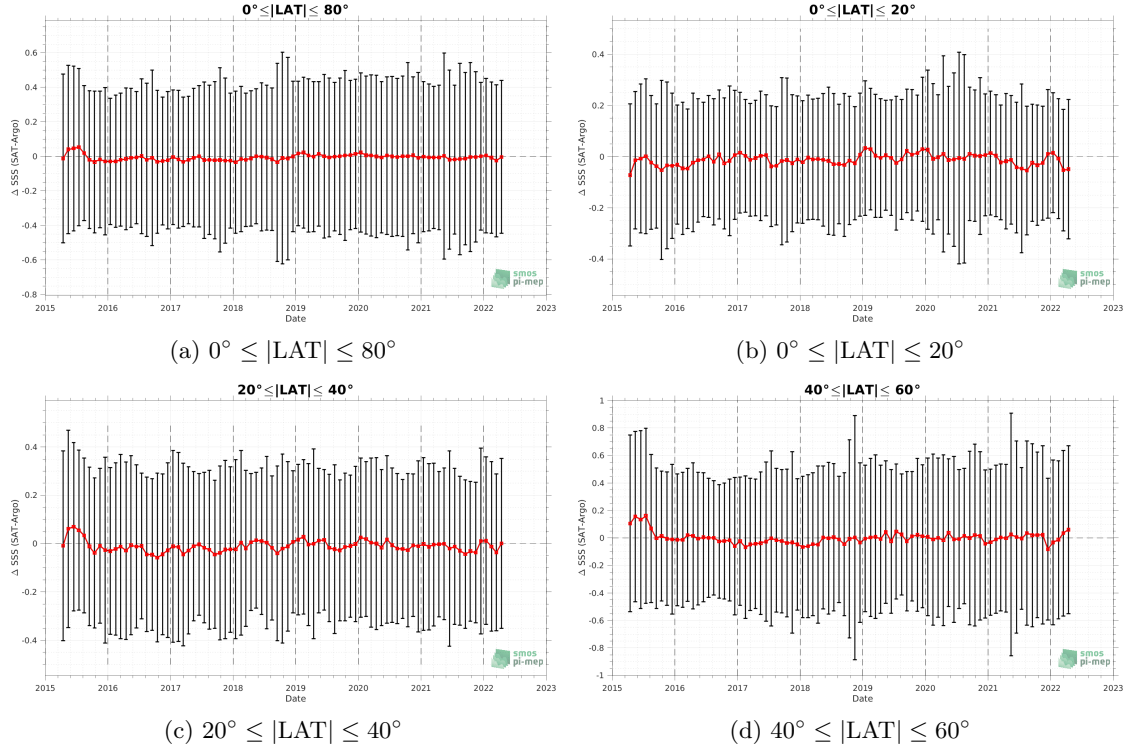 0°≤|LAT|≤ 80°
Δ SSS (SAT-Argo)
0.6
0.4
0.2
0
-0.2
-0.4
-0.6
-0.8
2015 2016 2017 2018 2019 2020 2021 2022 2023
Date
smos
pi-mep
(a) 0° ≤ |LAT| ≤ 80°
0°≤|LAT|≤ 20°
Δ SSS (SAT-Argo)
0.4
0.2
0
-0.2
-0.4
2015 2016 2017 2018 2019 2020 2021 2022 2023
Date
smos
pi-mep
(b) 0° ≤ |LAT| ≤ 20°
20°≤|LAT|≤ 40°
Δ SSS (SAT-Argo)
0.4
0.2
0
-0.2
-0.4
2015 2016 2017 2018 2019 2020 2021 2022 2023
Date
smos
pi-mep
(c) 20° ≤ |LAT| ≤ 40°
40°≤|LAT|≤ 60°
Δ SSS (SAT-Argo)
1
0.8
0.6
0.4
0.2
0
-0.2
-0.4
-0.6
-0.8
-1
2015 2016 2017 2018 2019 2020 2021 2022 2023
Date
smos
pi-mep
(d) 40° ≤ |LAT| ≤ 60°